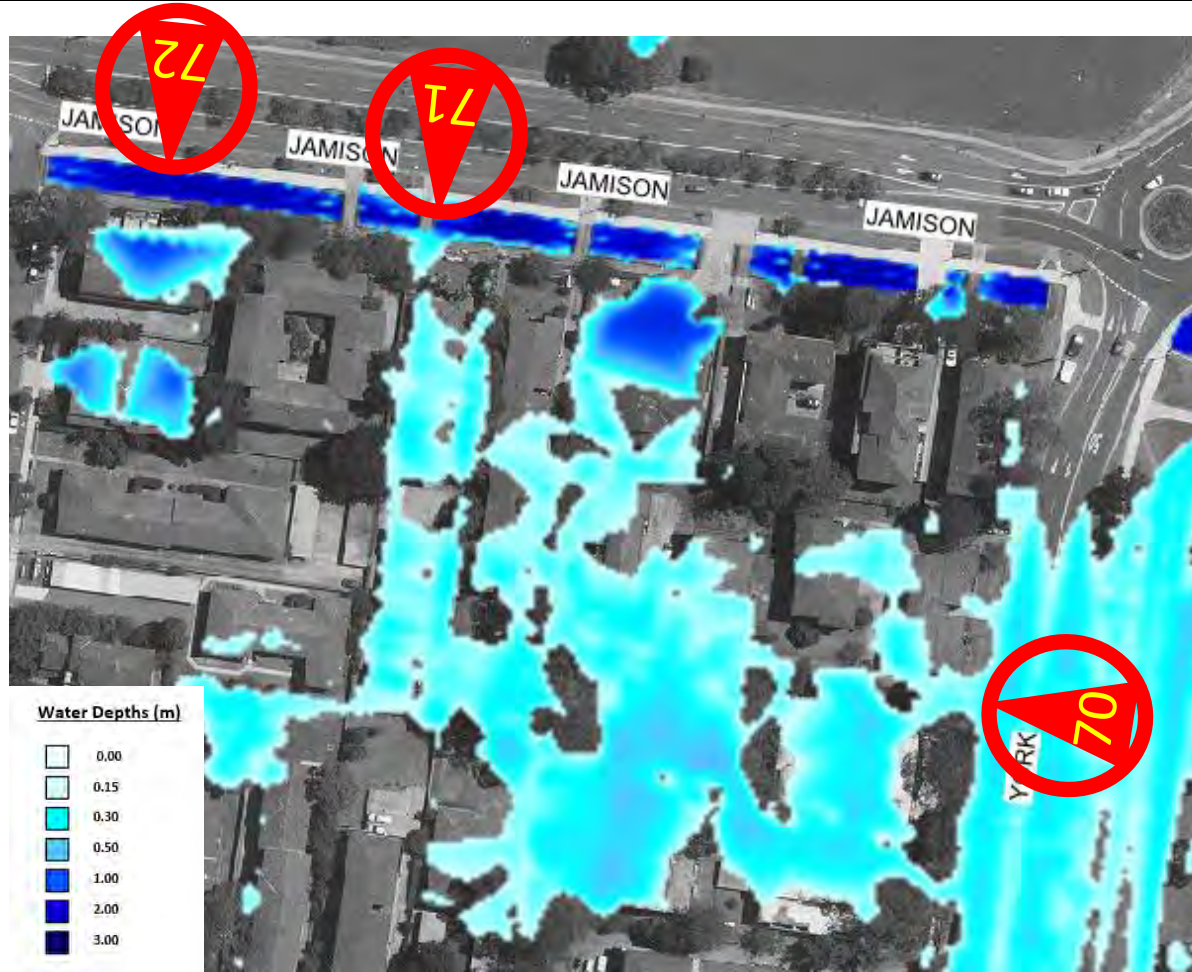 72
71
JAMISON
JAMISON
JAMISON
JAMISON
70
YORK
Water Depths (m)
0.00
0.15
0.30
0.50
1.00
2.00
3.00